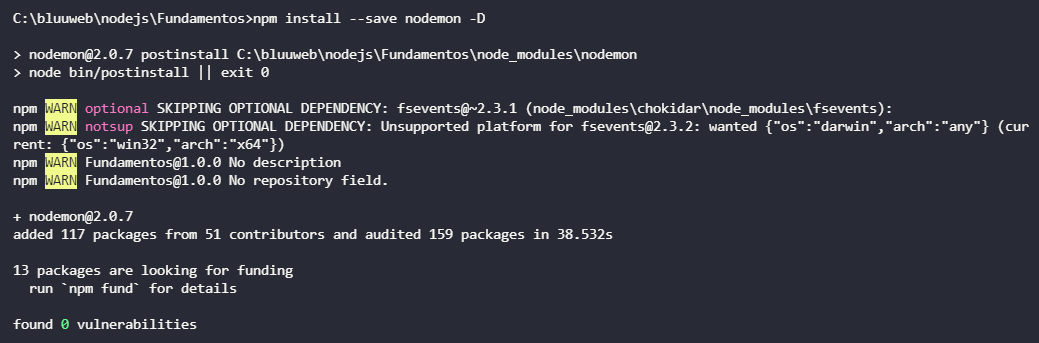 C:\bluuweb\nodejs\Fundamentos>npm install --save nodemon -D
> nodemon@2.0.7 postinstall C:\bluuweb\nodejs\Fundamentos\node_modules\nodemon
> node bin/postinstall || exit 0
npm WARN optional SKIPPING OPTIONAL DEPENDENCY: fsevents@~2.3.1 (node_modules\chokidar\node_modules\fsevents):
npm WARN notsup SKIPPING OPTIONAL DEPENDENCY: Unsupported platform for fsevents@2.3.2: wanted {"os":"darwin","arch":"any"} (cur
rent: {"os":"win32","arch":"x64"})
npm WARN Fundamentos@1.0.0 No description
npm WARN Fundamentos@1.0.0 No repository field.
+ nodemon@2.0.7
added 117 packages from 51 contributors and audited 159 packages in 38.532s
13 packages are looking for funding
  run `npm fund` for details
found 0 vulnerabilities